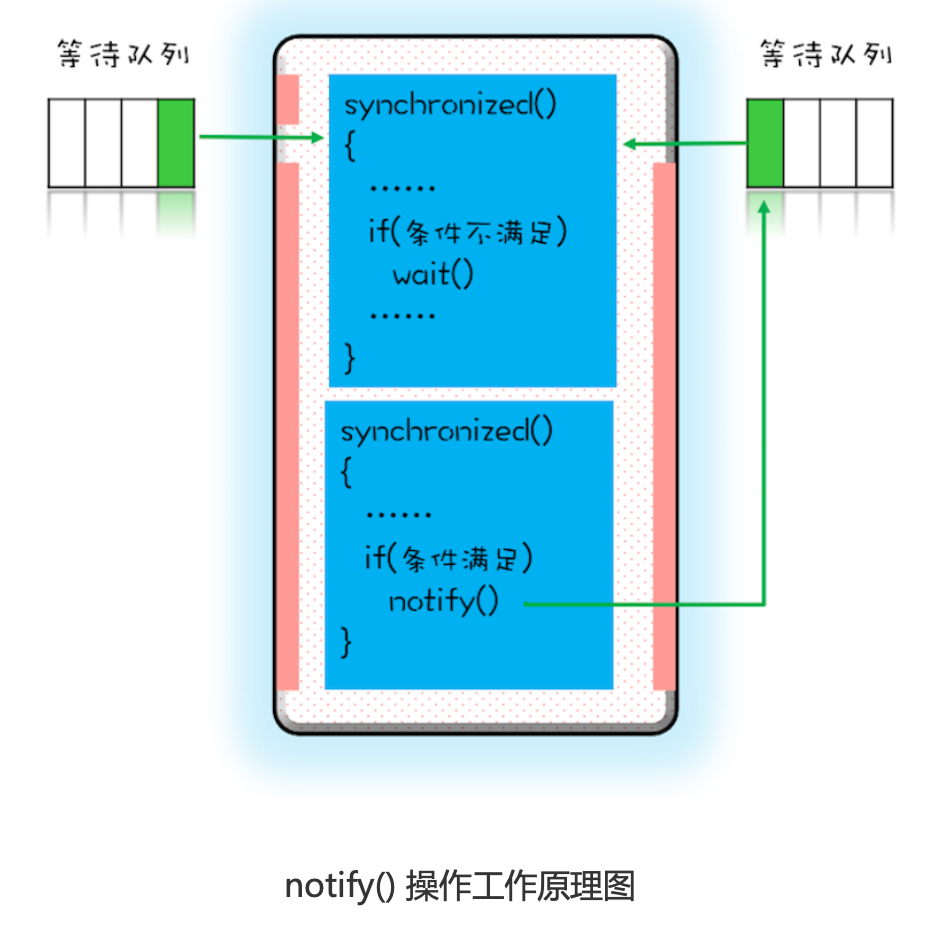 等待队列
等待队列
synchronized()
{
······
if(条件不满足)
wait()
······
}
synchronized()
{
······
if(条件满足)
notify()
}
notify() 操作工作原理图